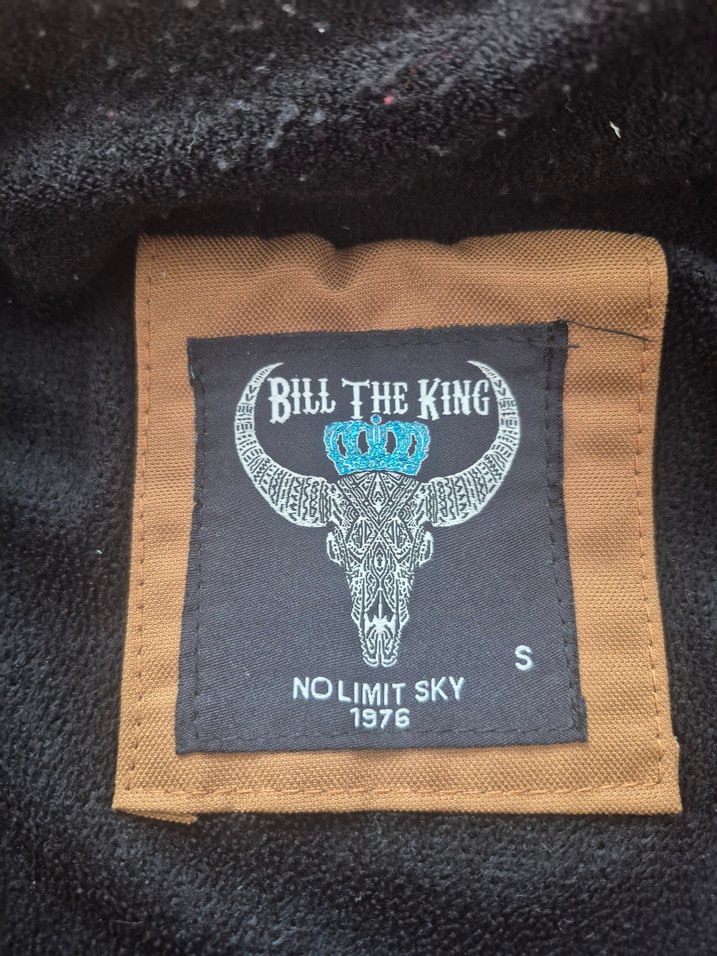 BILL THE KING
S
NO LIMIT SKY
1976